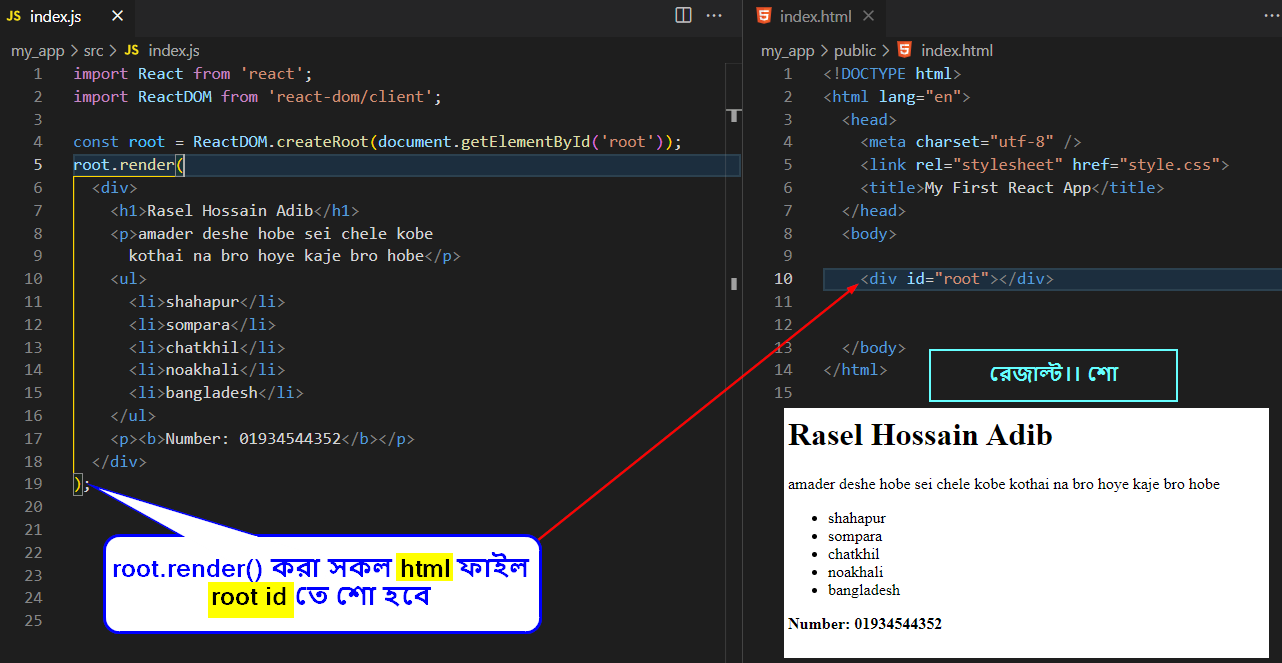 JS index.js
my_app > src > JS index.js
1 import React from 'react';
2 import ReactDOM from 'react-dom/client';
3
4 const root = ReactDOM.createRoot(document.getElementById('root'));
5 root.render(
6 <div>
7 <h1>Rasel Hossain Adib</h1>
8 <p>amader deshe hobe sei chele kobe
9 kothai na bro hoye kaje bro hobe</p>
10 <ul>
11 <li>shahapur</li>
12 <li>sompara</li>
13 <li>chatkhil</li>
14 <li>noakhali</li>
15 <li>bangladesh</li>
16 </ul>
17 <p><b>Number: 01934544352</b></p>
18 </div>
19 );
20
21
22
23
24
25
root.render() করা সকল html ফাইল
root id তে শো হবে
index.html
my_app > public > index.html
1 <!DOCTYPE html>
2 <html lang="en">
3 <head>
4 <meta charset="utf-8" />
5 <link rel="stylesheet" href="style.css">
6 <title>My First React App</title>
7 </head>
8 <body>
9
10 <div id="root"></div>
11
12
13 </body>
14 </html>
15
রেজাল্ট।। শো
Rasel Hossain Adib
amader deshe hobe sei chele kobe kothai na bro hoye kaje bro hobe
• shahapur
• sompara
• chatkhil
• noakhali
• bangladesh
Number: 01934544352